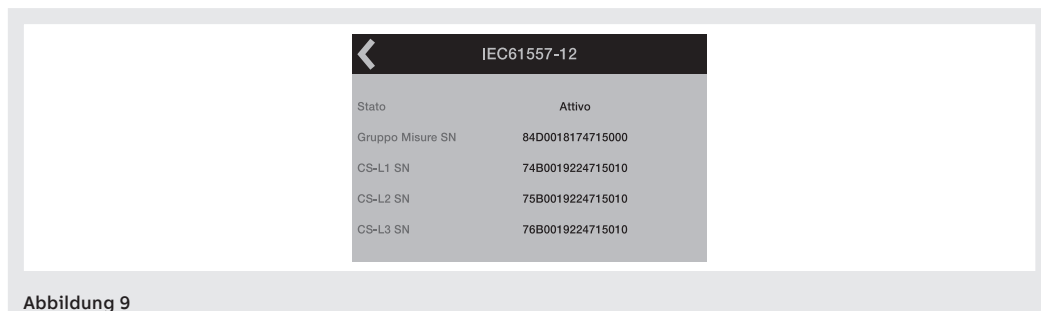 IEC61557-12
Stato Attivo
Gruppo Misure SN 84D0018174715000
CS-L1 SN 74B0019224715010
CS-L2 SN 75B0019224715010
CS-L3 SN 76B0019224715010
Abbildung 9